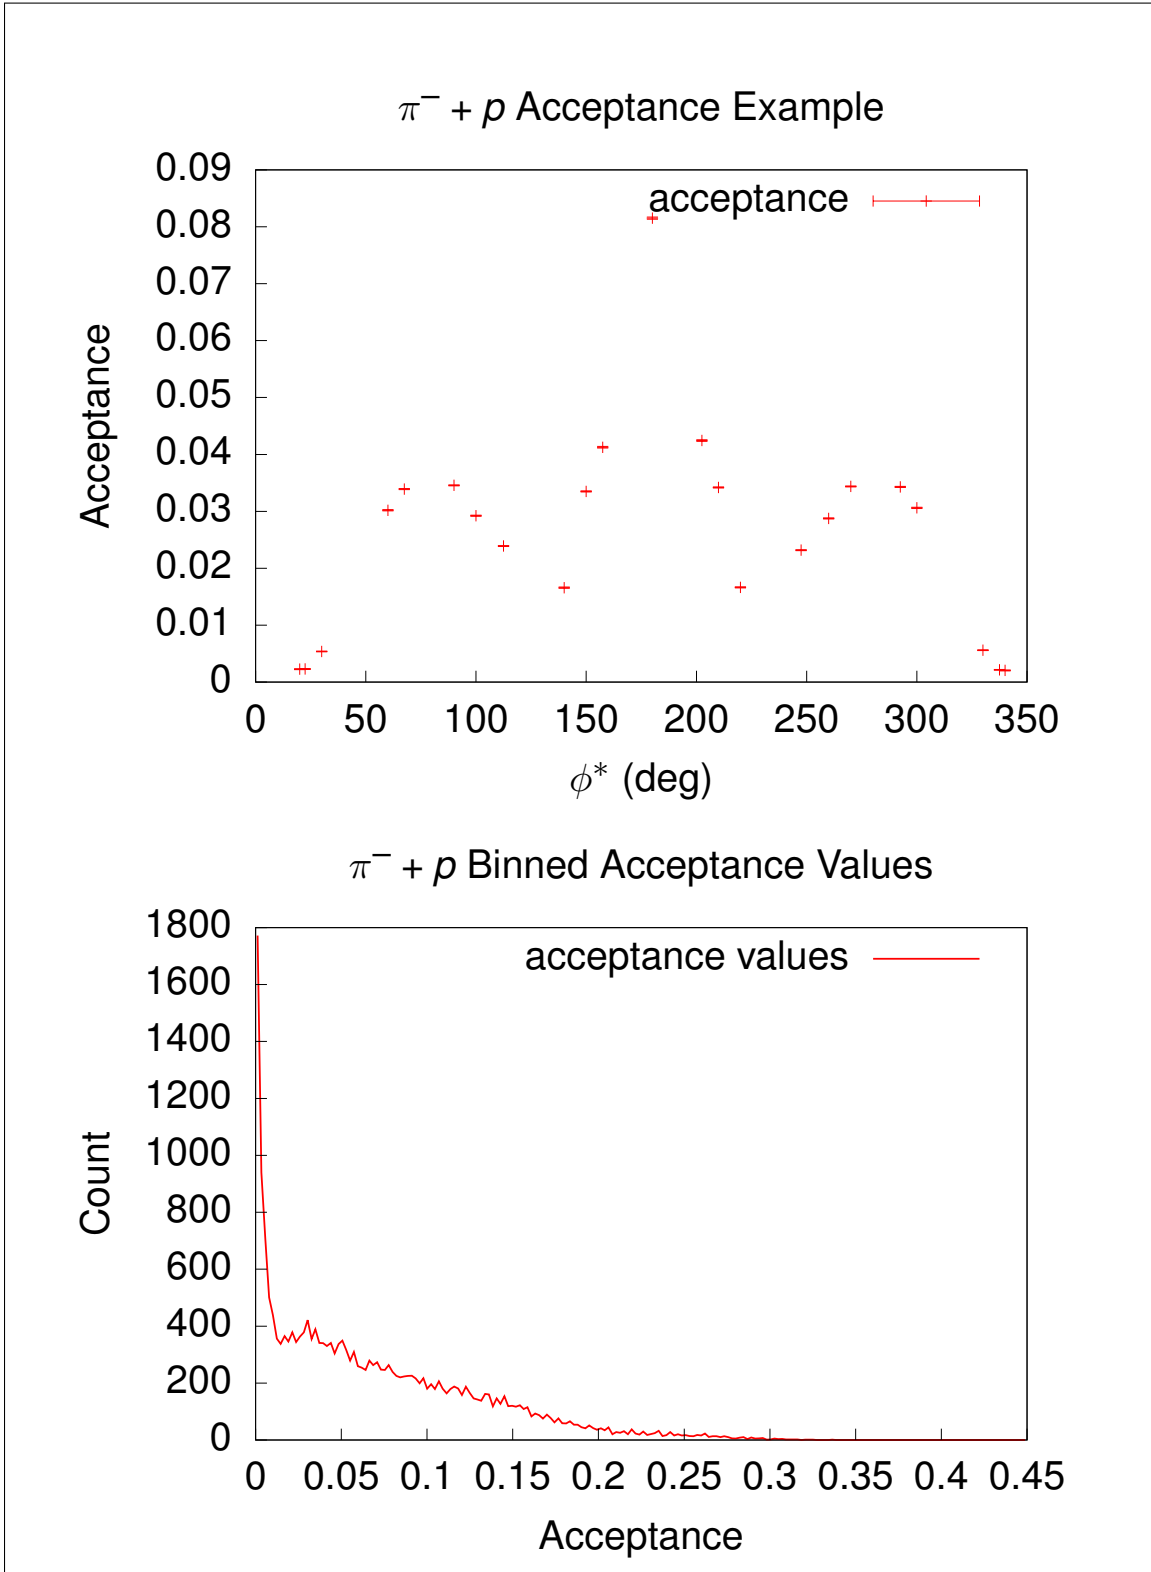 π⁻ + p Acceptance Example
0.09
0.08
0.07
0.06
0.05
0.04
0.03
0.02
0.01
0
Acceptance
acceptance
0 50 100 150 200 250 300 350
ϕ* (deg)
π⁻ + p Binned Acceptance Values
1800
1600
1400
1200
1000
800
600
400
200
0
Count
acceptance values
0 0.05 0.1 0.15 0.2 0.25 0.3 0.35 0.4 0.45
Acceptance